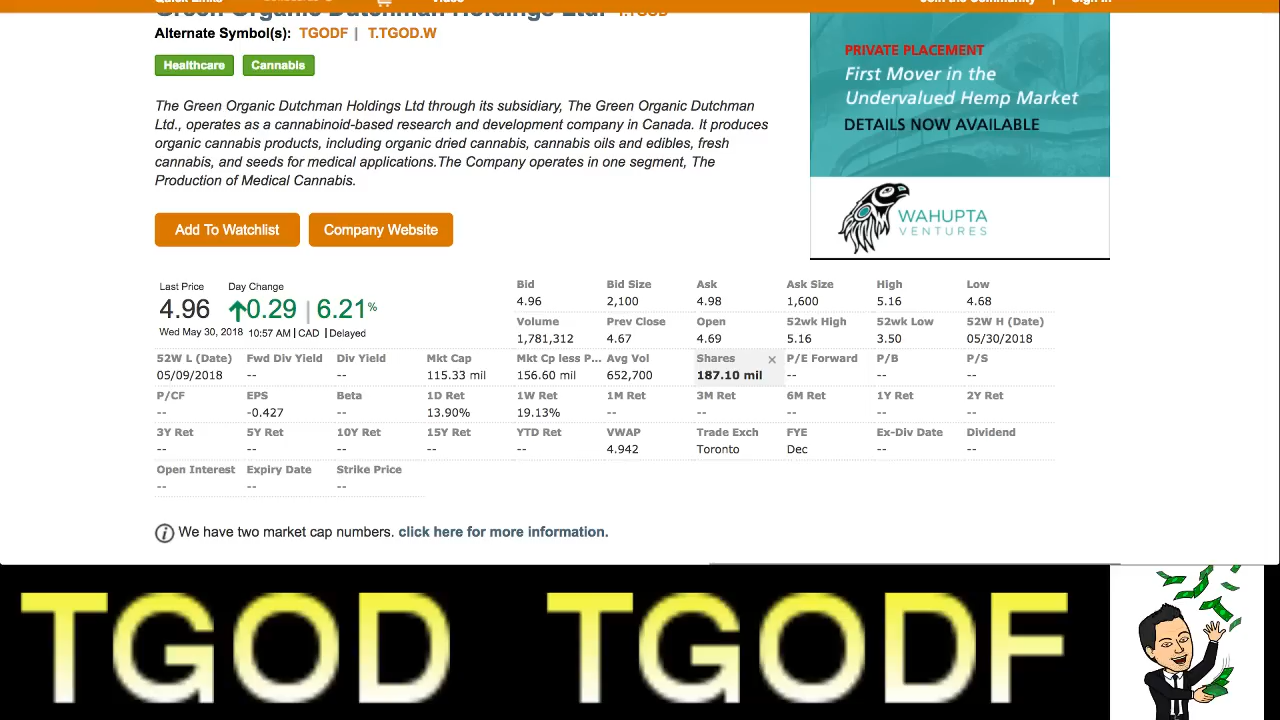 Green Organic Dutchman Holdings Ltd. T.TGOD
Join the Community | Sign In
Alternate Symbol(s): TGODF | T.TGOD.W
Healthcare Cannabis
The Green Organic Dutchman Holdings Ltd through its subsidiary, The Green Organic Dutchman
Ltd., operates as a cannabinoid-based research and development company in Canada. It produces
organic cannabis products, including organic dried cannabis, cannabis oils and edibles, fresh
cannabis, and seeds for medical applications.The Company operates in one segment, The
Production of Medical Cannabis.
Add To Watchlist Company Website
PRIVATE PLACEMENT
First Mover in the
Undervalued Hemp Market
DETAILS NOW AVAILABLE
WAHUPTA
VENTURES
Last Price Day Change
4.96 0.29 | 6.21%
Wed May 30, 2018 10:57 AM | CAD | Delayed
Bid Bid Size Ask Ask Size High Low
4.96 2,100 4.98 1,600 5.16 4.68
Volume Prev Close Open 52wk High 52wk Low 52W H (Date)
1,781,312 4.67 4.69 5.16 3.50 05/30/2018
52W L (Date) Fwd Div Yield Div Yield Mkt Cap Mkt Cp less P... Avg Vol Shares × P/E Forward P/B P/S
05/09/2018 -- -- 115.33 mil 156.60 mil 652,700 187.10 mil -- -- --
P/CF EPS Beta 1D Ret 1W Ret 1M Ret 3M Ret 6M Ret 1Y Ret 2Y Ret
-- -0.427 -- 13.90% 19.13% -- -- -- -- --
3Y Ret 5Y Ret 10Y Ret 15Y Ret YTD Ret VWAP Trade Exch FYE Ex-Div Date Dividend
-- -- -- -- -- 4.942 Toronto Dec -- --
Open Interest Expiry Date Strike Price
-- -- --
We have two market cap numbers. click here for more information.
TGOD TGODF